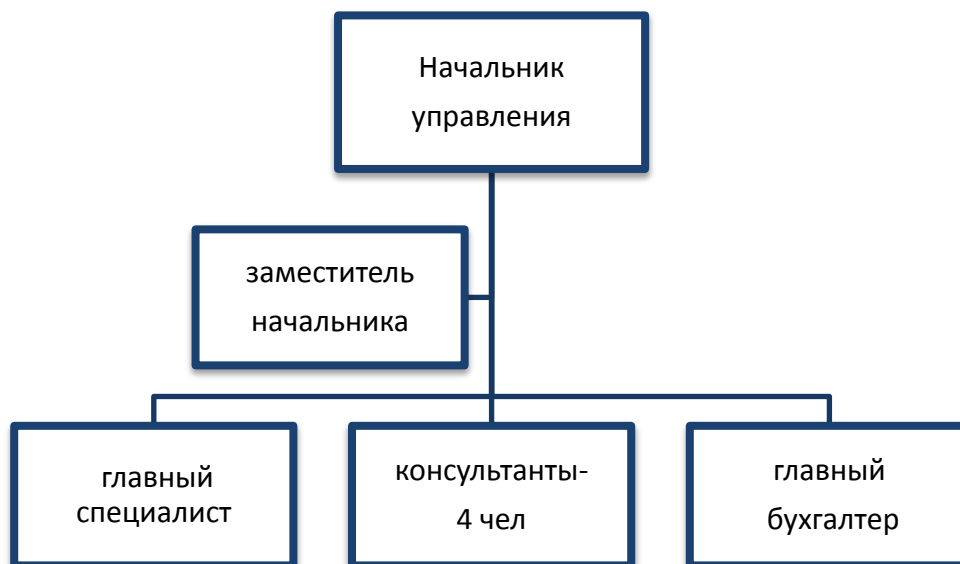 Начальник
управления
заместитель
начальника
главный
специалист
консультанты-
4 чел
главный
бухгалтер